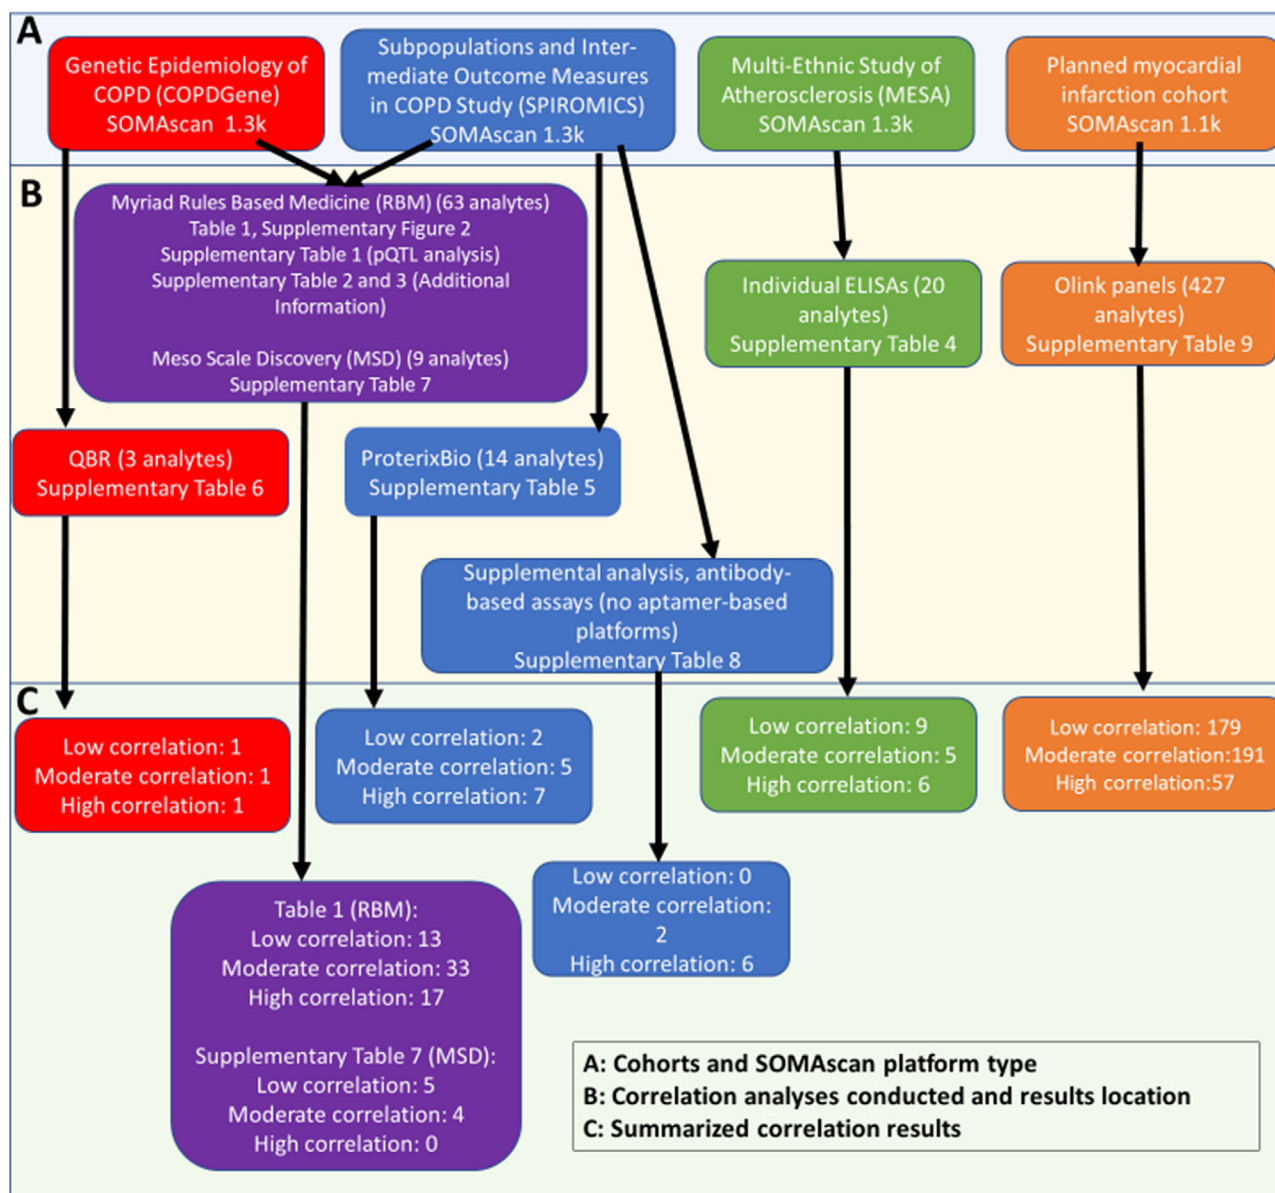 A
Genetic Epidemiology of
COPD (COPDGene)
SOMAscan 1.3k
Subpopulations and Inter-
mediate Outcome Measures
in COPD Study (SPIROMICS)
SOMAscan 1.3k
Multi-Ethnic Study of
Atherosclerosis (MESA)
SOMAscan 1.3k
Planned myocardial
infarction cohort
SOMAscan 1.1k
B
Myriad Rules Based Medicine (RBM) (63 analytes)
Table 1, Supplementary Figure 2
Supplementary Table 1 (pQTL analysis)
Supplementary Table 2 and 3 (Additional
Information)
Meso Scale Discovery (MSD) (9 analytes)
Supplementary Table 7
Individual ELISAs (20
analytes)
Supplementary Table 4
Olink panels (427
analytes)
Supplementary Table 9
QBR (3 analytes)
Supplementary Table 6
ProterixBio (14 analytes)
Supplementary Table 5
Supplemental analysis, antibody-
based assays (no aptamer-based
platforms)
Supplementary Table 8
C
Low correlation: 1
Moderate correlation: 1
High correlation: 1
Low correlation: 2
Moderate correlation: 5
High correlation: 7
Low correlation: 9
Moderate correlation: 5
High correlation: 6
Low correlation: 179
Moderate correlation:191
High correlation:57
Table 1 (RBM):
Low correlation: 13
Moderate correlation: 33
High correlation: 17
Supplementary Table 7 (MSD):
Low correlation: 5
Moderate correlation: 4
High correlation: 0
Low correlation: 0
Moderate correlation:
2
High correlation: 6
A: Cohorts and SOMAscan platform type
B: Correlation analyses conducted and results location
C: Summarized correlation results